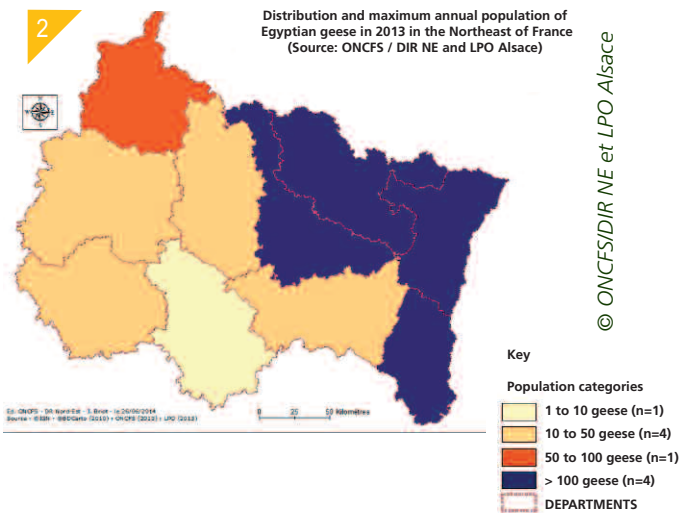 2
Distribution and maximum annual population of
Egyptian geese in 2013 in the Northeast of France
(Source: ONCFS / DIR NE and LPO Alsace)
© ONCFS/DIR NE et LPO Alsace
Key
Population categories
1 to 10 geese (n=1)
10 to 50 geese (n=4)
50 to 100 geese (n=1)
> 100 geese (n=4)
DEPARTMENTS
0 25 50 Kilomètres